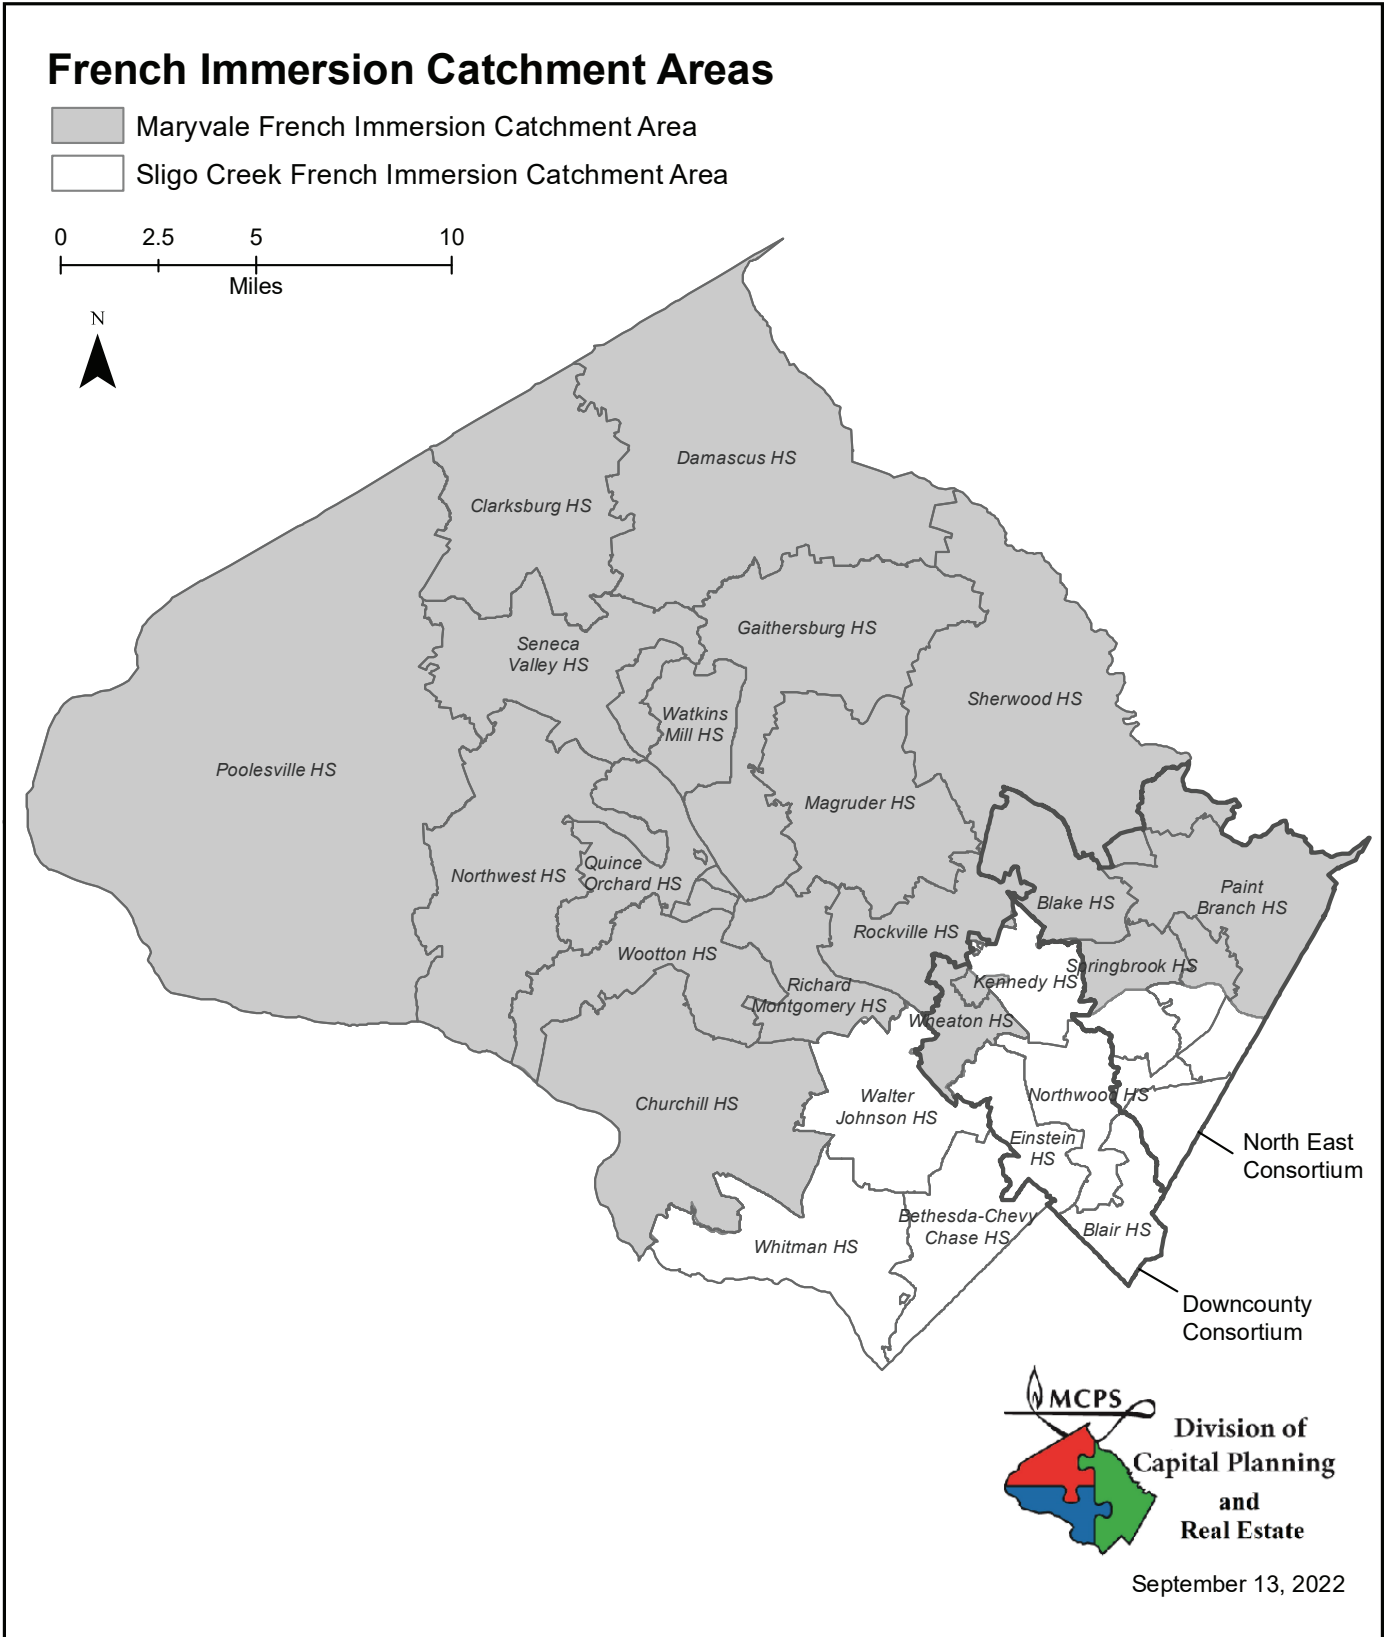 French Immersion Catchment Areas
Maryvale French Immersion Catchment Area
Sligo Creek French Immersion Catchment Area
0 2.5 5 10
Miles
N
Damascus HS
Clarksburg HS
Gaithersburg HS
Seneca
Valley HS
Sherwood HS
Watkins
Mill HS
Poolesville HS
Magruder HS
Northwest HS
Quince
Orchard HS
Blake HS
Paint
Branch HS
Rockville HS
Wootton HS
Springbrook HS
Kennedy HS
Richard
Montgomery HS
Wheaton HS
Churchill HS
Walter
Johnson HS
Northwood HS
Einstein
HS
North East
Consortium
Bethesda-Chevy
Chase HS
Blair HS
Whitman HS
Downcounty
Consortium
MCPS
Division of
Capital Planning
and
Real Estate
September 13, 2022